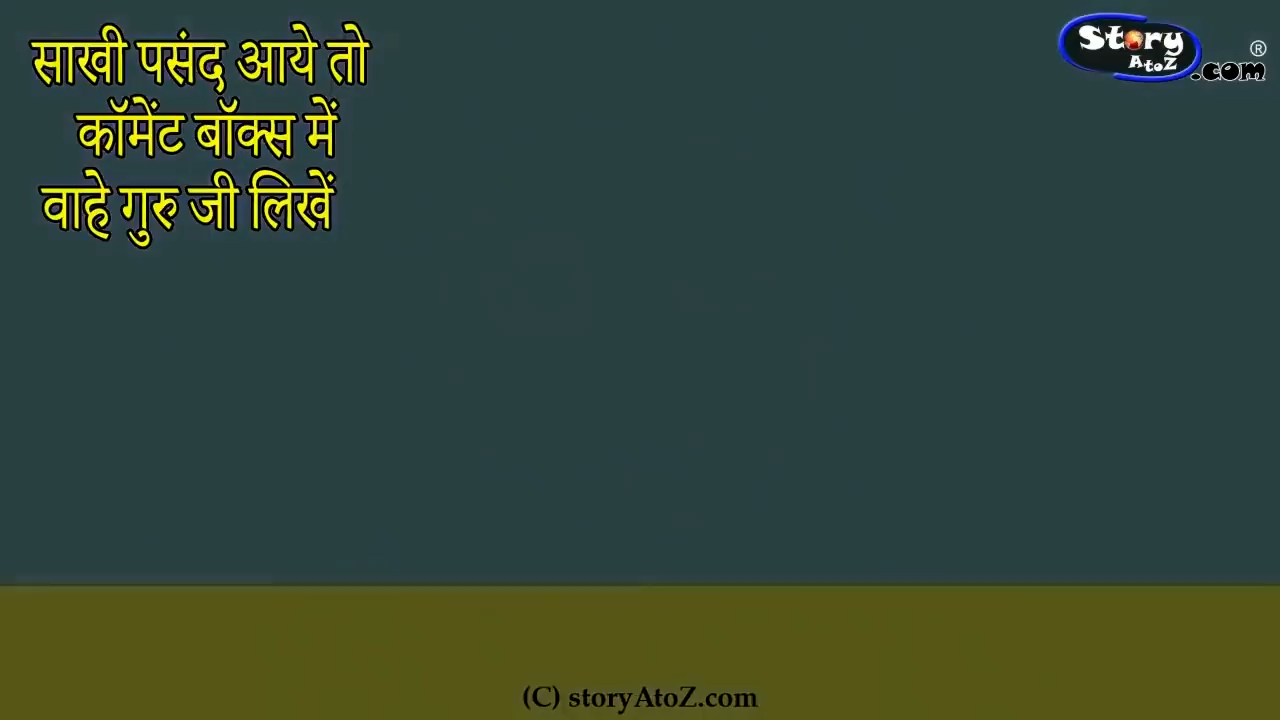 साखी पसंद आये तो
कॉमेंट बॉक्स में
वाहे गुरु जी लिखें
Story
AtoZ
.com
®
(C) storyAtoZ.com